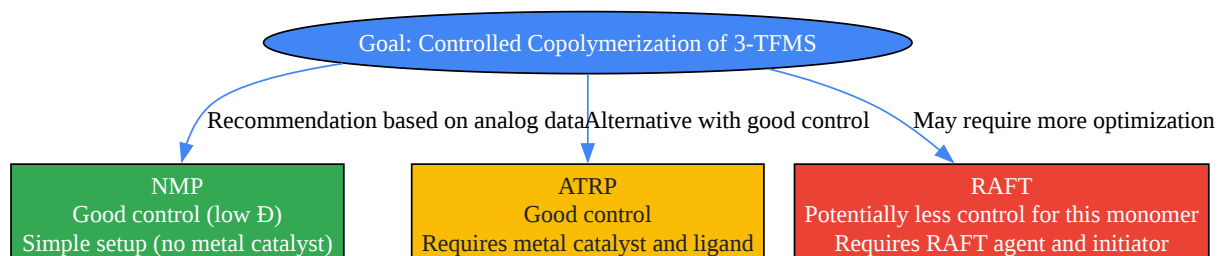 Goal: Controlled Copolymerization of 3-TFMS
Recommendation based on analog data
Alternative with good control
May require more optimization
NMP
Good control (low Đ)
Simple setup (no metal catalyst)
ATRP
Good control
Requires metal catalyst and ligand
RAFT
Potentially less control for this monomer
Requires RAFT agent and initiator